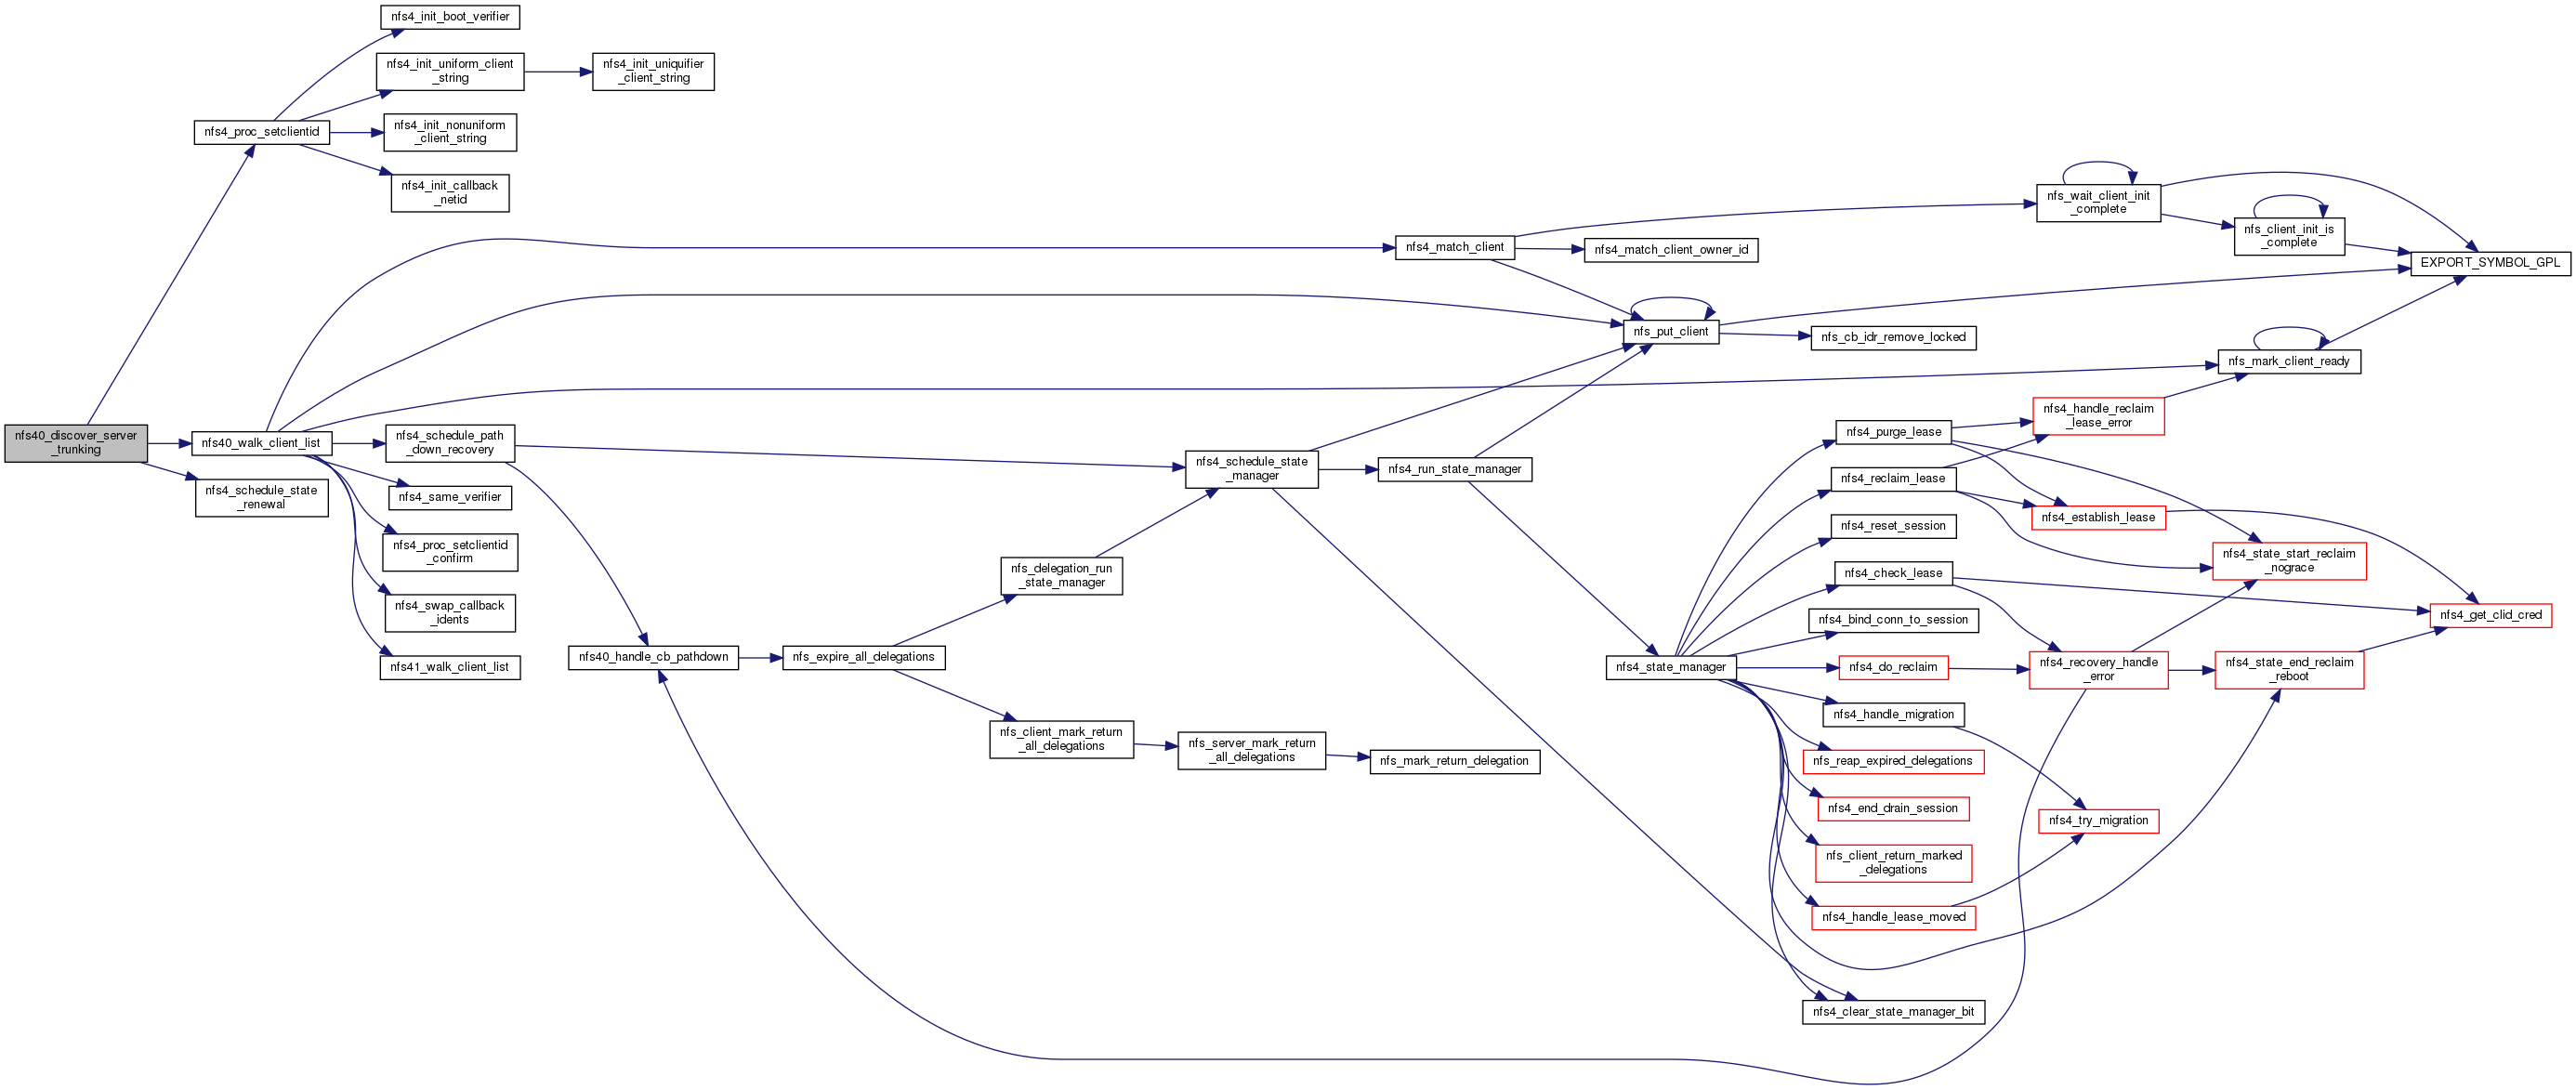 nfs4_init_boot_verifier
nfs4_init_uniform_client
_string
nfs4_init_uniquifier
_client_string
nfs4_proc_setclientid
nfs4_init_nonuniform
_client_string
nfs4_init_callback
_netid
nfs40_discover_server
_trunking
nfs40_walk_client_list
nfs4_schedule_state
_renewal
nfs4_schedule_path
_down_recovery
nfs4_same_verifier
nfs4_proc_setclientid
_confirm
nfs4_swap_callback
_idents
nfs41_walk_client_list
nfs40_handle_cb_pathdown
nfs_expire_all_delegations
nfs_delegation_run
_state_manager
nfs_client_mark_return
_all_delegations
nfs_server_mark_return
_all_delegations
nfs_mark_return_delegation
nfs4_schedule_state
_manager
nfs4_run_state_manager
nfs4_match_client
nfs4_match_client_owner_id
nfs_put_client
nfs_cb_idr_remove_locked
nfs_wait_client_init
_complete
nfs_client_init_is
_complete
EXPORT_SYMBOL_GPL
nfs_mark_client_ready
nfs4_state_manager
nfs4_purge_lease
nfs4_reclaim_lease
nfs4_reset_session
nfs4_check_lease
nfs4_bind_conn_to_session
nfs4_do_reclaim
nfs4_handle_migration
nfs_reap_expired_delegations
nfs4_end_drain_session
nfs_client_return_marked
_delegations
nfs4_handle_lease_moved
nfs4_clear_state_manager_bit
nfs4_handle_reclaim
_lease_error
nfs4_establish_lease
nfs4_state_start_reclaim
_nograce
nfs4_get_clid_cred
nfs4_recovery_handle
_error
nfs4_state_end_reclaim
_reboot
nfs4_try_migration